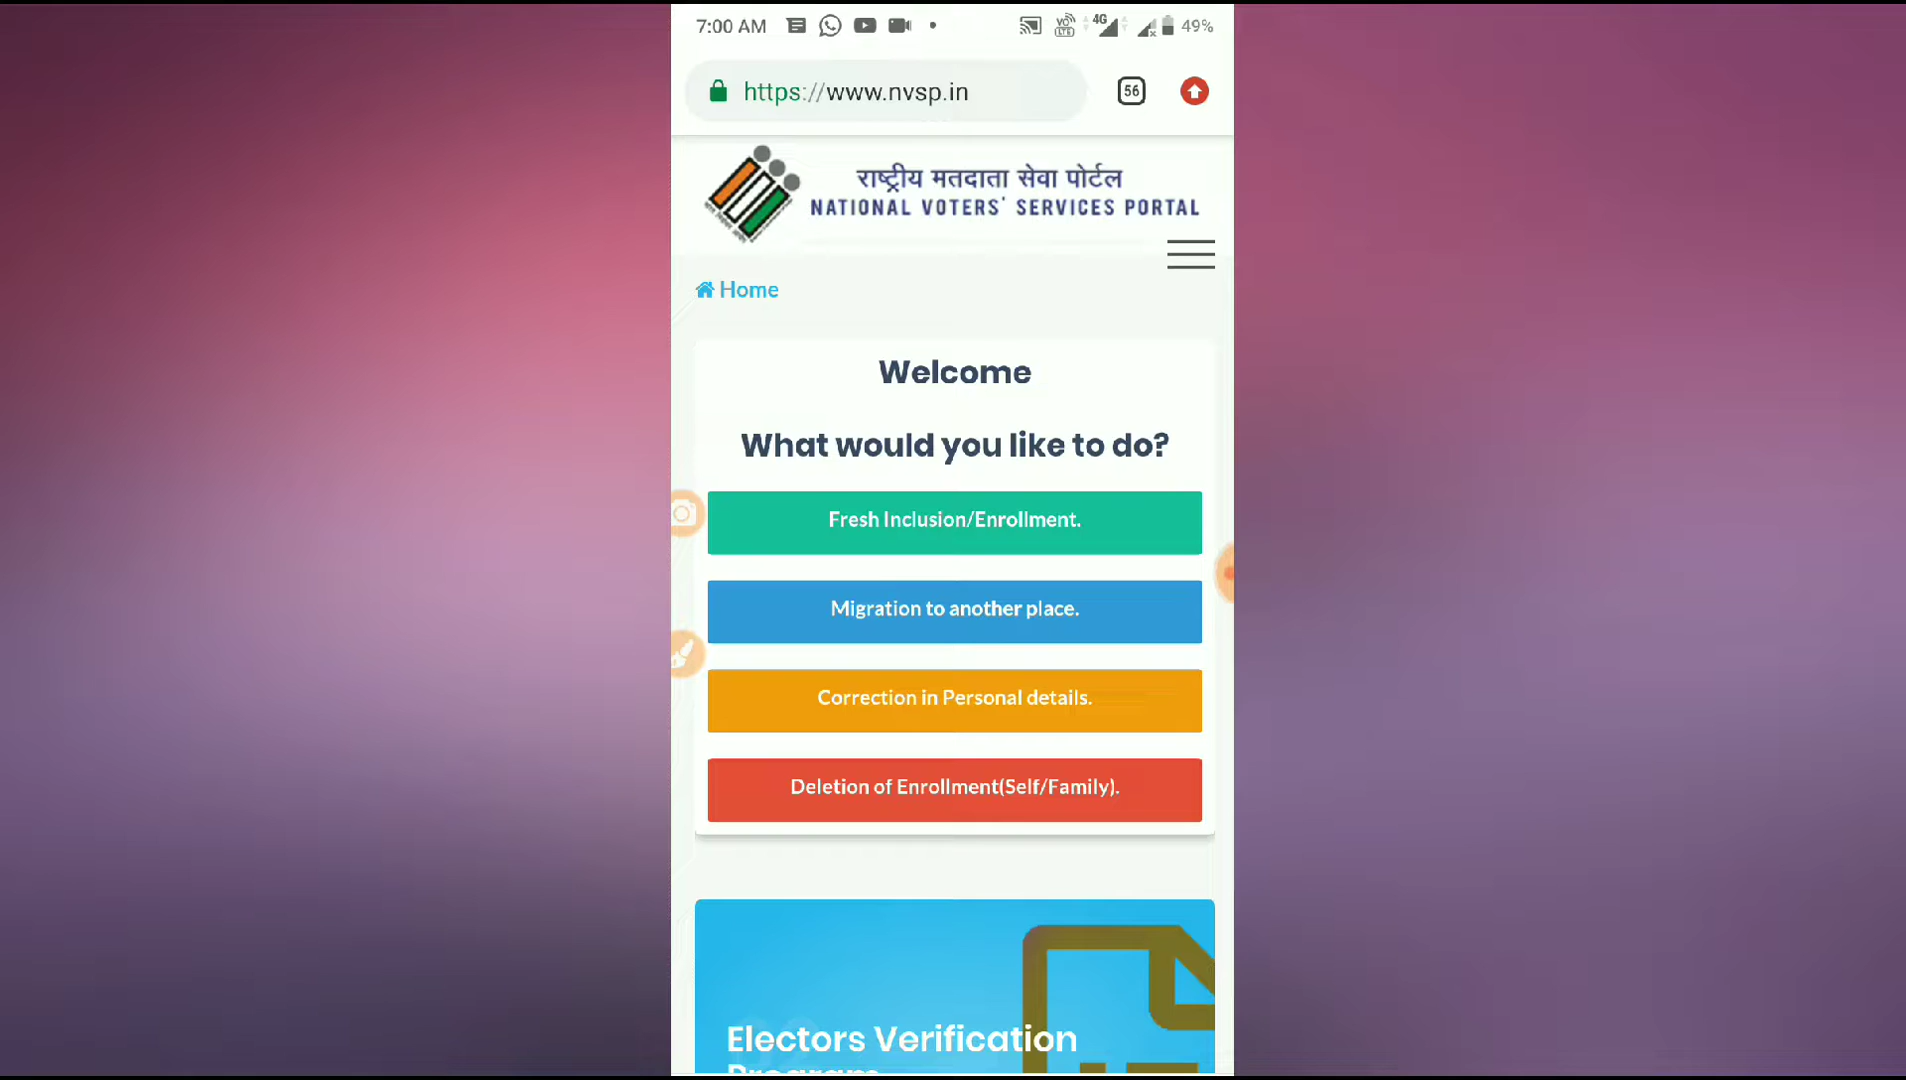 7:00 AM
4G
49%
https://www.nvsp.in
56
राष्ट्रीय मतदाता सेवा पोर्टल
NATIONAL VOTERS' SERVICES PORTAL
Home
Welcome
What would you like to do?
Fresh Inclusion/Enrollment.
Migration to another place.
Correction in Personal details.
Deletion of Enrollment(Self/Family).
Electors Verification
Program